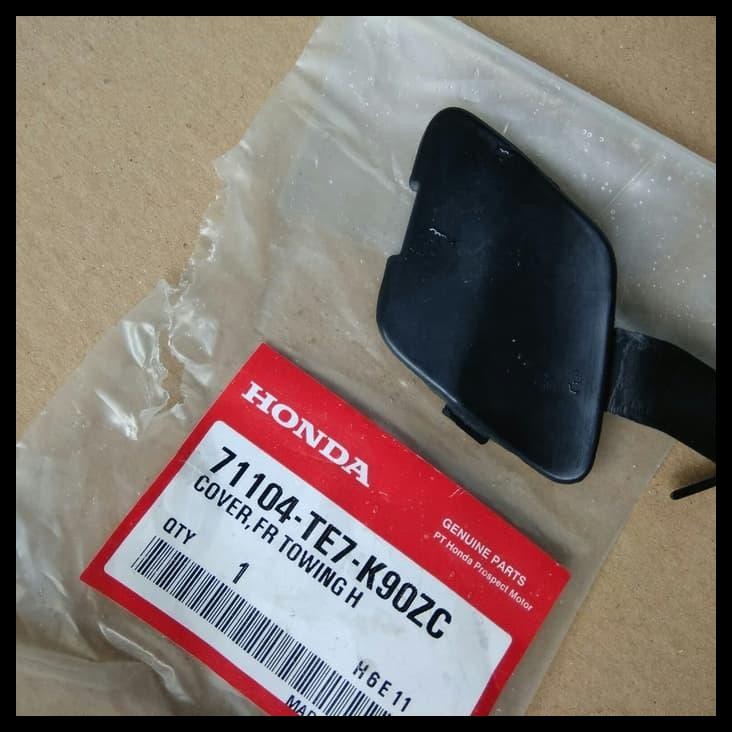 HONDA
71104-TE7-K90ZC
COVER,FR TOWING H
QTY 1
GENUINE PARTS
PT Honda Prospect Motor
H6E11